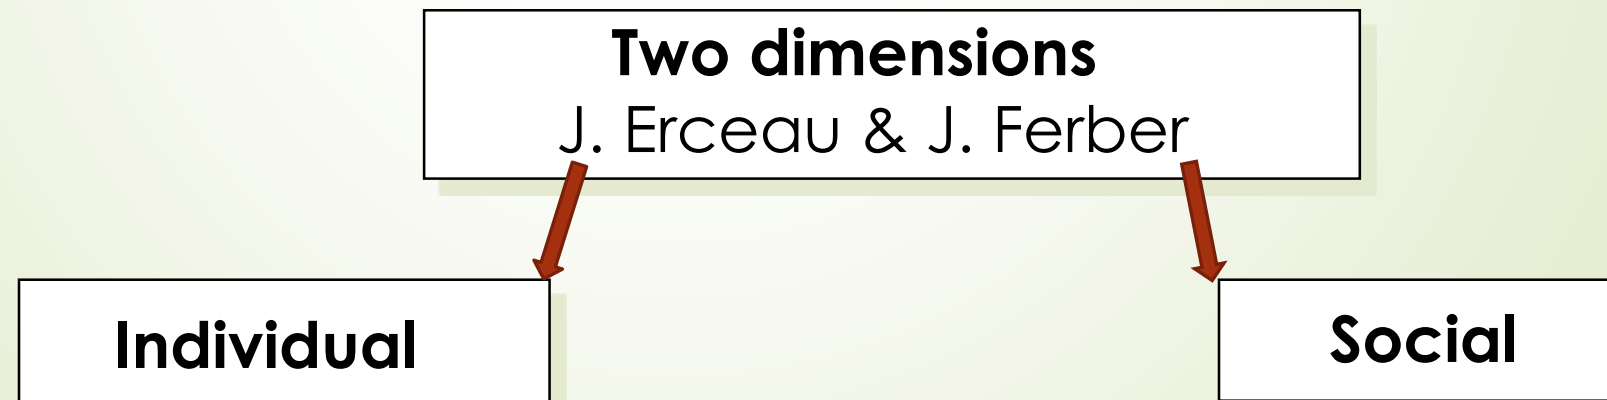 Two dimensions
J. Erceau & J. Ferber
Individual
Social